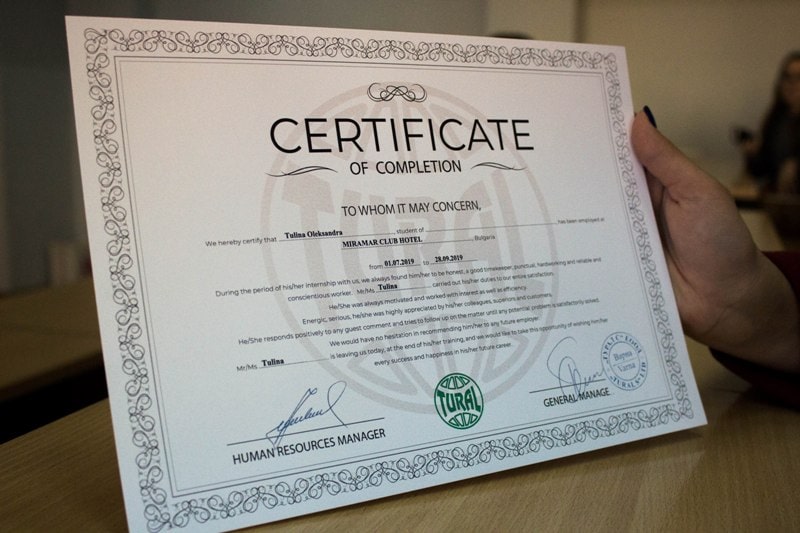 CERTIFICATE
OF COMPLETION
TO WHOM IT MAY CONCERN,
We hereby certify that Tulina Oleksandra , student of has been employed at
MIRAMAR CLUB HOTEL , Bulgaria
from 01.07.2019 to 28.09.2019
During the period of his/her internship with us, we always found him/her to be honest, a good timekeeper, punctual, hardworking and reliable and
conscientious worker. Mr/Ms. Tulina carried out his/her duties to our entire satisfaction.
He/She was always motivated and worked with interest as well as efficiency.
Energic, serious, he/she was highly appreciated by his/her colleagues, superiors and customers.
He/She responds positively to any guest comment and tries to follow up on the matter until any potential problem is satisfactorily solved.
We would have no hesitation in recommending him/her to any future employer.
Mr/Ms. Tulina is leaving us today, at the end of his/her training, and we would like to take this opportunity of wishing him/her
every success and happiness in his/her future career.
HUMAN RESOURCES MANAGER
TURAL
GENERAL MANAGE
Варна
Varna
TURAL